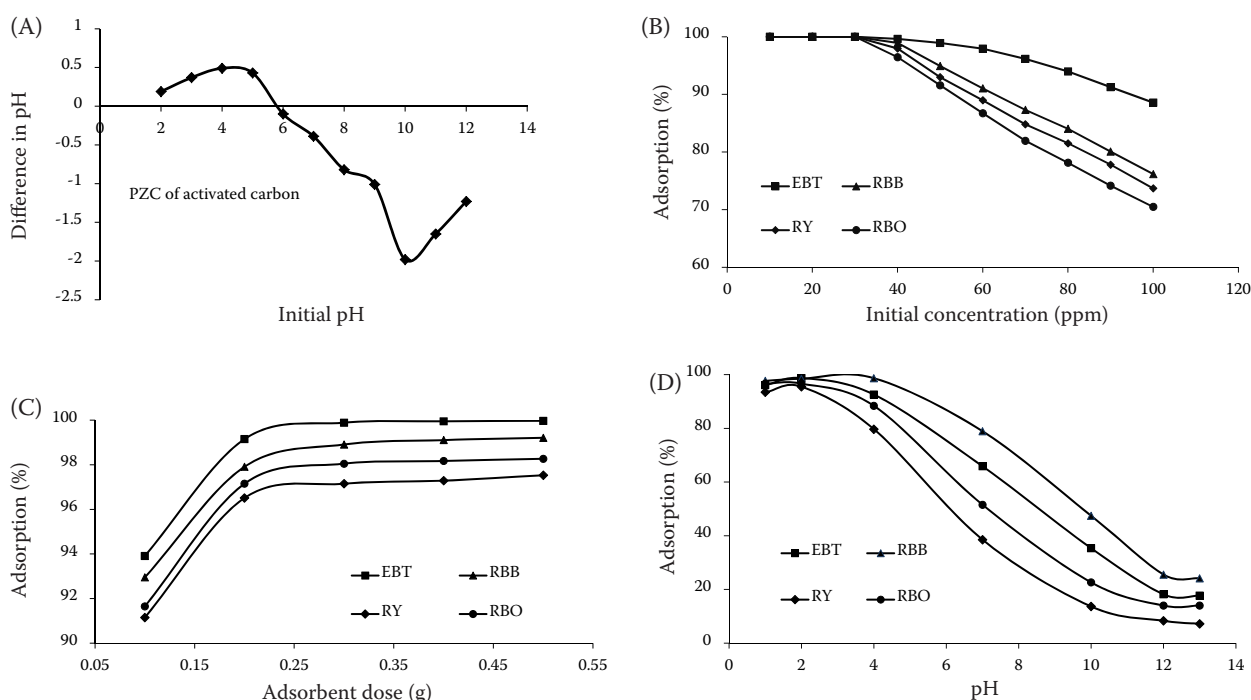 (A)
1
0.5
0
-0.5
-1
-1.5
-2
-2.5
0 2 4 6 8 10 12 14
Difference in pH
PZC of activated carbon
Initial pH
(B)
100
90
80
70
60
0 20 40 60 80 100 120
Adsorption (%)
EBT RBB
RY RBO
Initial concentration (ppm)
(C)
100
98
96
94
92
90
0.05 0.15 0.25 0.35 0.45 0.55
Adsorption (%)
EBT RBB
RY RBO
Adsorbent dose (g)
(D)
100
80
60
40
20
0
0 2 4 6 8 10 12 14
Adsorption (%)
EBT RBB
RY RBO
pH